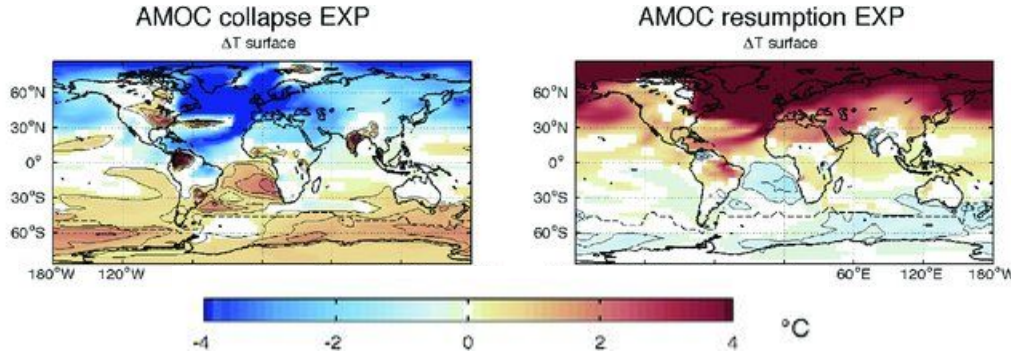 AMOC collapse EXP
ΔT surface
AMOC resumption EXP
ΔT surface
60°N
30°N
0°
30°S
60°S
180°W
120°W
60°N
30°N
0°
30°S
60°S
60°E
120°E
180°W
-4
-2
0
2
4
°C